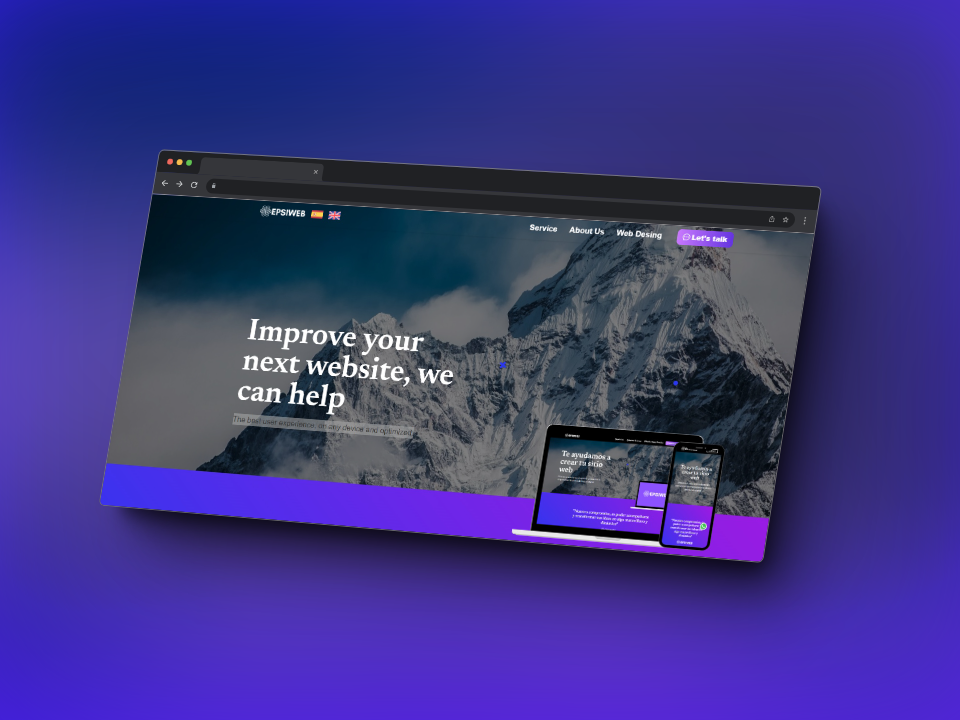 EPSIWEB
Service About Us Web Desing Let's talk
Improve your
next website, we
can help
The best user experience, on any device and optimized
Te ayudamos a
crear tu sitio
web
Te ayudamos a
crear tu sitio
web